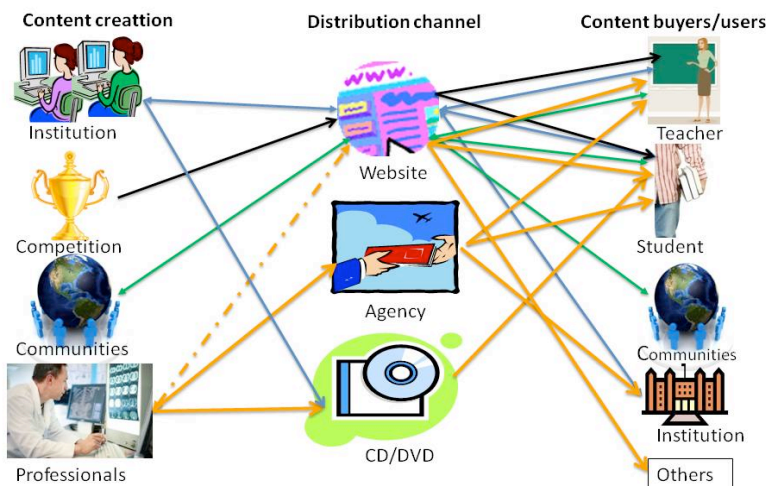 Content creattion
Distribution channel
Content buyers/users
Institution
Competition
Communities
Professionals
www.
Website
Agency
CD/DVD
Teacher
Student
Communities
Institution
Others